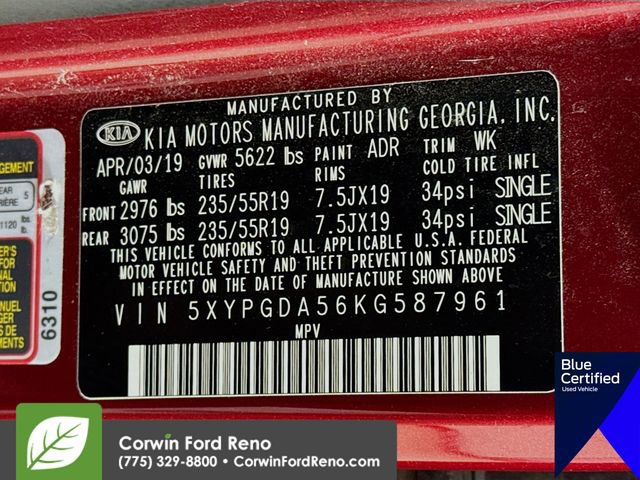 MANUFACTURED BY
KIA KIA MOTORS MANUFACTURING GEORGIA, INC.
APR/03/19 GVWR 5622 lbs PAINT ADR TRIM WK
GAWR TIRES RIMS COLD TIRE INFL
FRONT 2976 lbs 235/55R19 7.5JX19 34psi SINGLE
REAR 3075 lbs 235/55R19 7.5JX19 34psi SINGLE
THIS VEHICLE CONFORMS TO ALL APPLICABLE U.S.A. FEDERAL
MOTOR VEHICLE SAFETY AND THEFT PREVENTION STANDARDS
IN EFFECT ON THE DATE OF MANUFACTURE SHOWN ABOVE
VIN 5XYPGDA56KG587961
MPV
6310
Blue
Certified
Used Vehicle
Corwin Ford Reno
(775) 329-8800 • CorwinFordReno.com